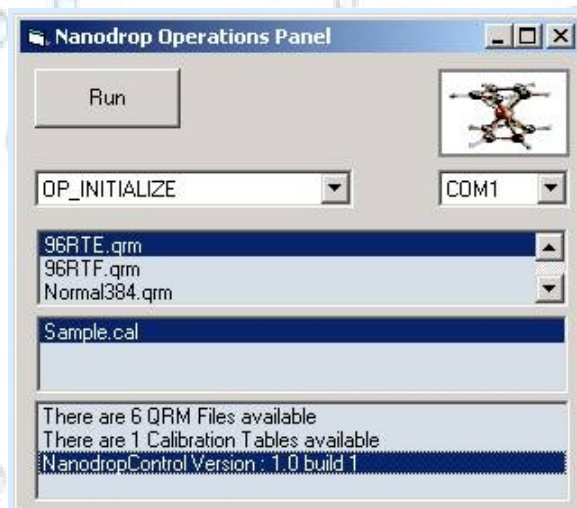 Nanodrop Operations Panel
Run
OP_INITIALIZE
COM1
96RTE.qrm
96RTF.qrm
Normal384.qrm
Sample.cal
There are 6 QRM Files available
There are 1 Calibration Tables available
NanodropControl Version : 1.0 build 1